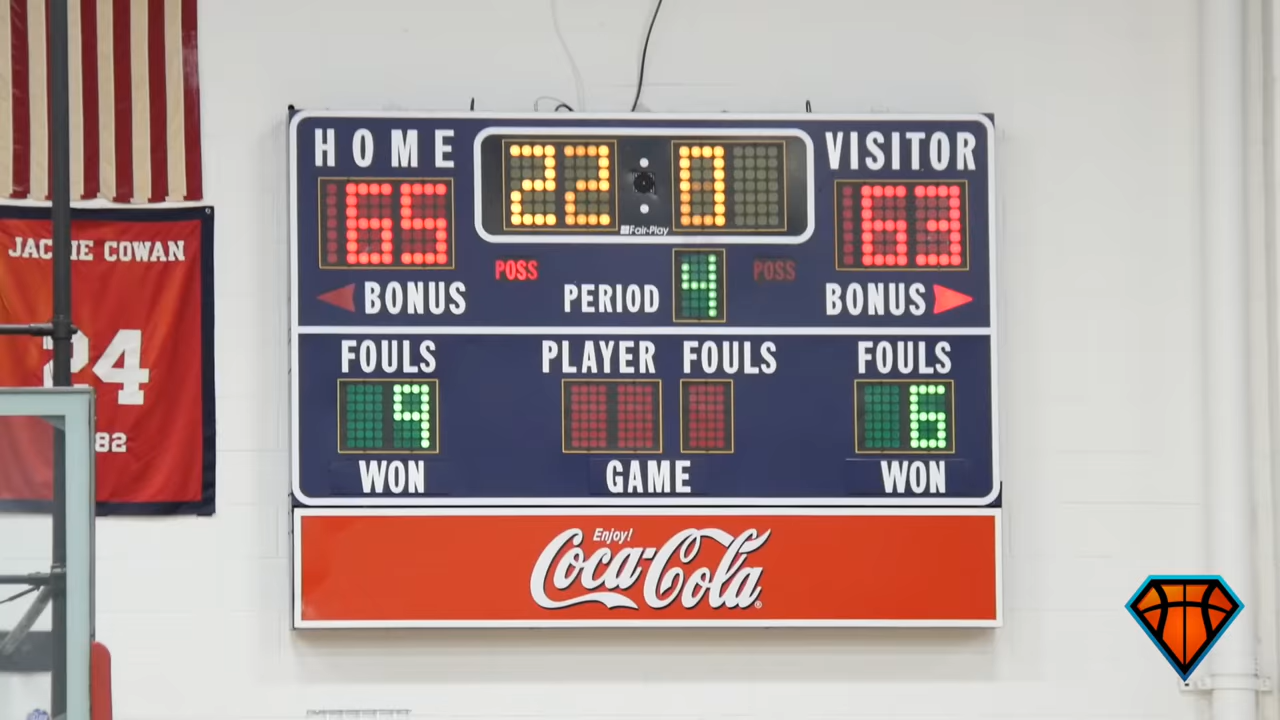 HOME
22:0
VISITOR
65
63
Fair-Play
POSS
POSS
BONUS
PERIOD 4
BONUS
FOULS
PLAYER FOULS
FOULS
9
6
WON
GAME
WON
Enjoy!
Coca-Cola
®
JACKIE COWAN
24
82